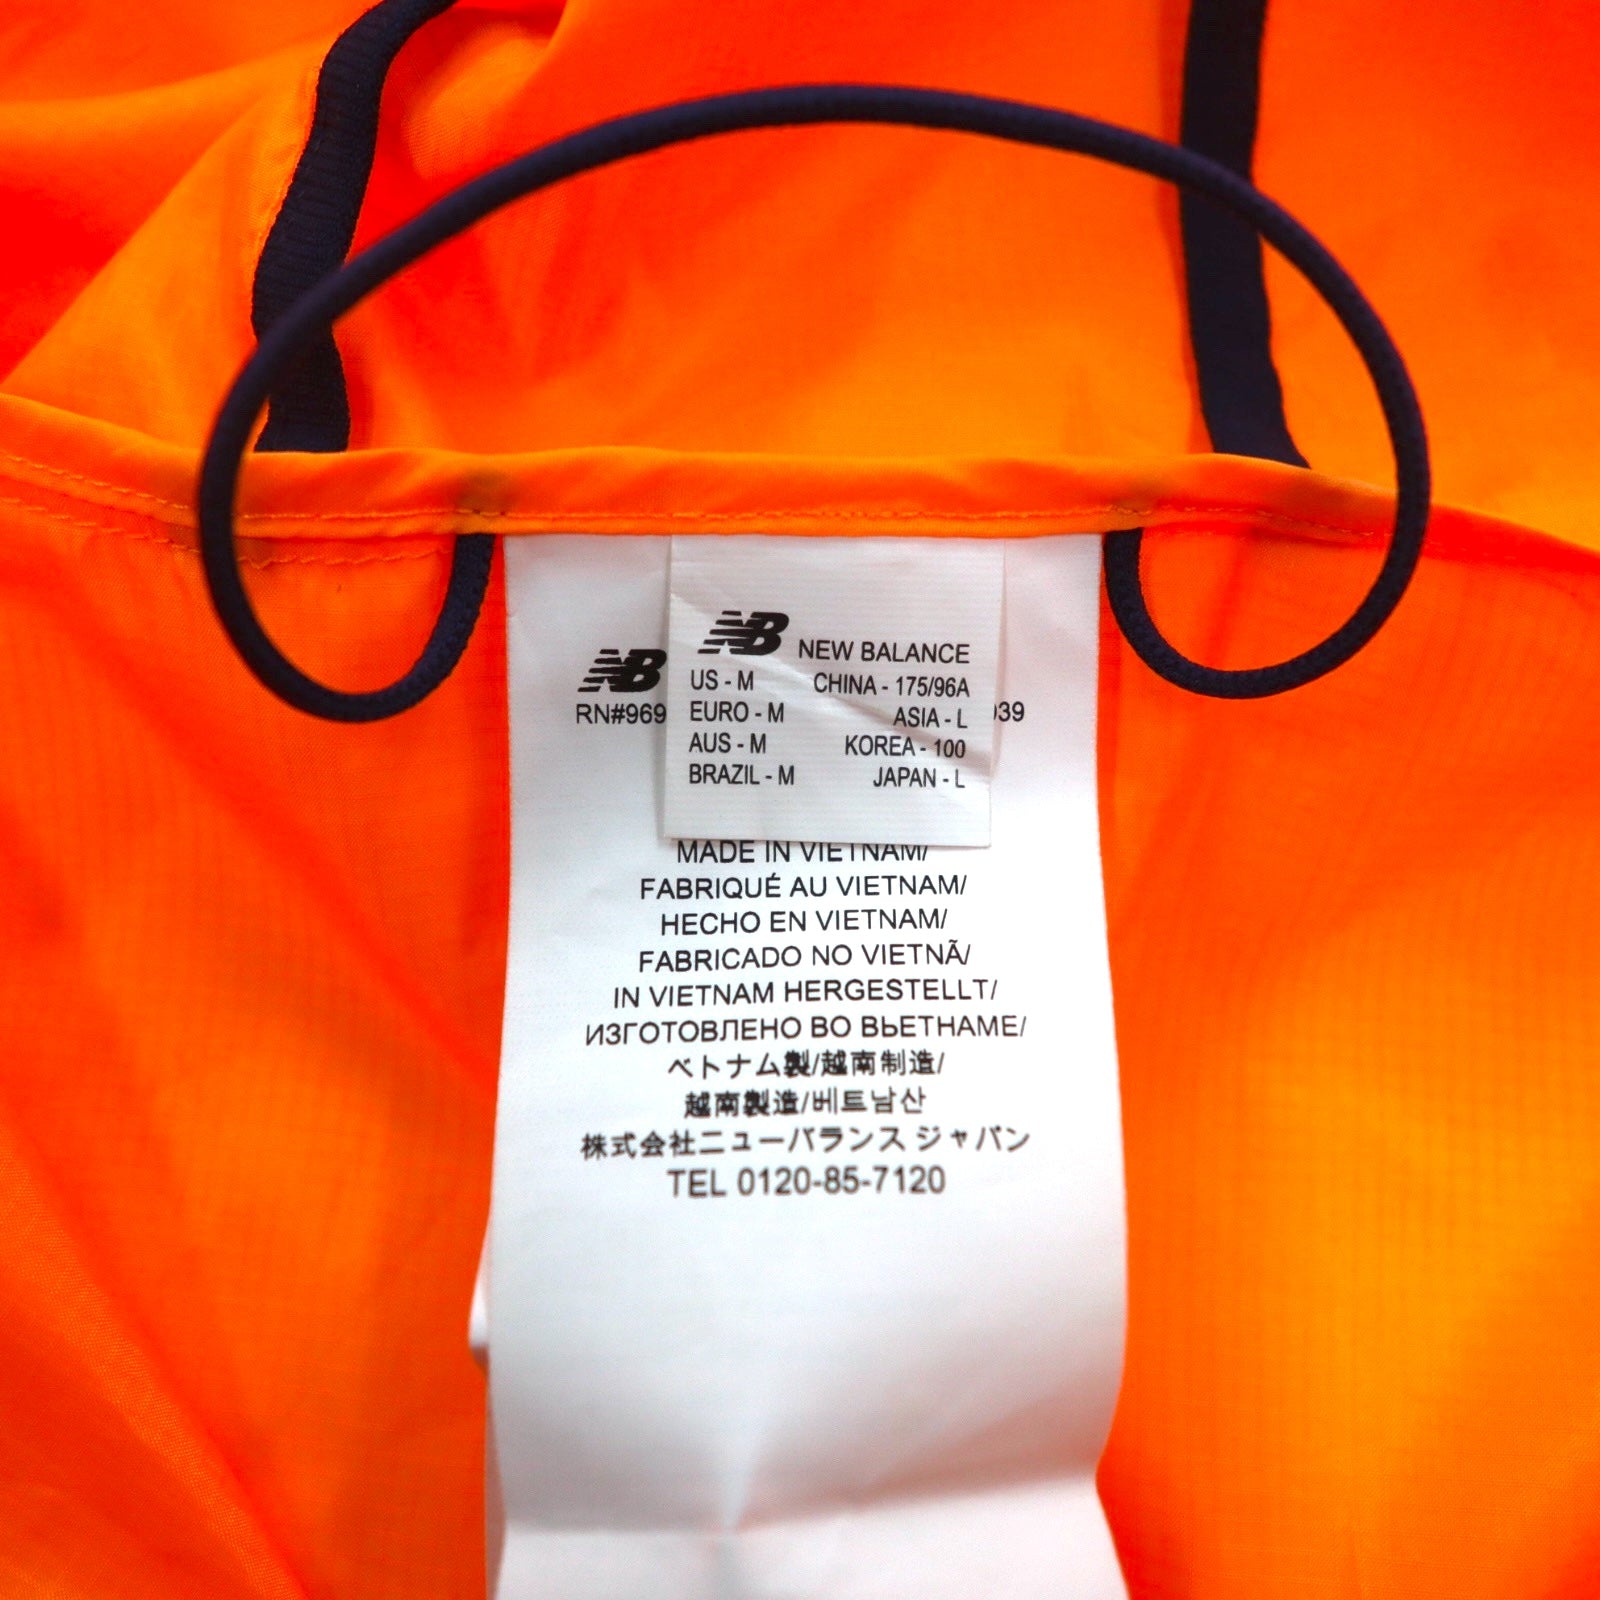 NB NEW BALANCE
US - M CHINA - 175/96A
EURO - M ASIA - L
AUS - M KOREA - 100
BRAZIL - M JAPAN - L
NB
RN#969 039
MADE IN VIETNAM/
FABRIQUÉ AU VIETNAM/
HECHO EN VIETNAM/
FABRICADO NO VIETNÃ/
IN VIETNAM HERGESTELLT/
ИЗГОТОВЛЕНО ВО ВЬЕТНАМЕ/
ベトナム製/越南制造/
越南製造/베트남산
株式会社ニューバランス ジャパン
TEL 0120-85-7120